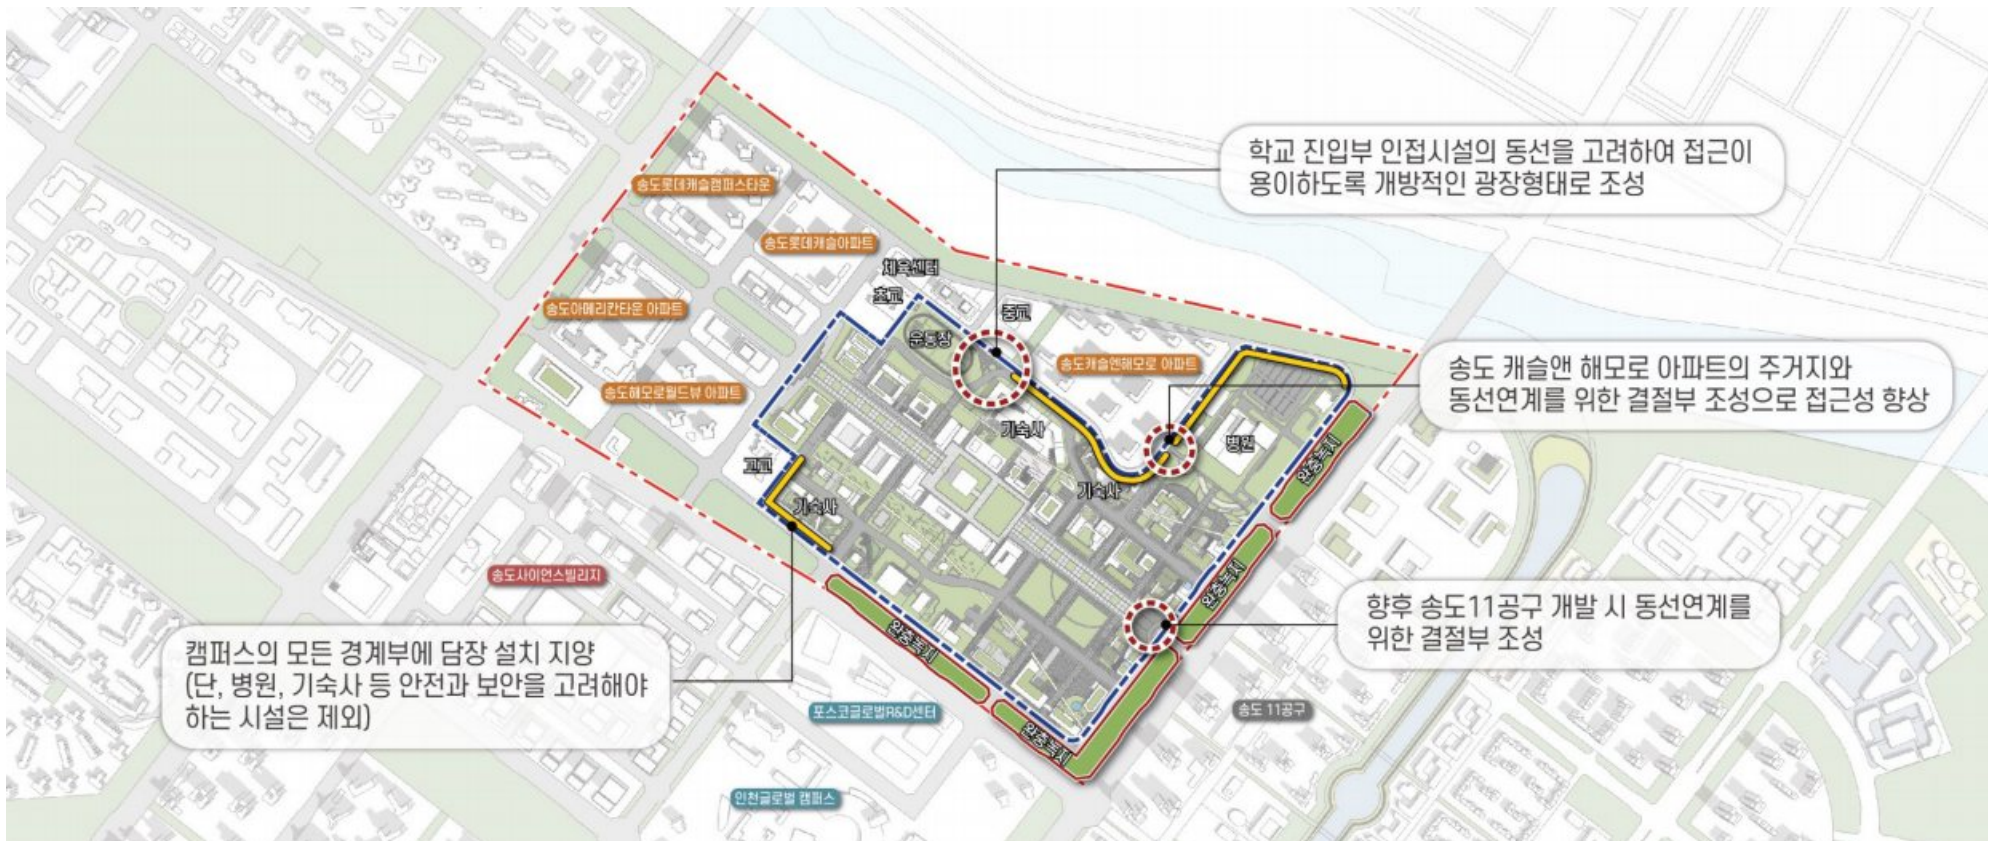 학교 진입부 인접시설의 동선을 고려하여 접근이
용이하도록 개방적인 광장형태로 조성
송도롯데캐슬캠퍼스타운
송도롯데캐슬아파트
체육센터
초교
중교
송도아메리칸타운 아파트
운동장
송도캐슬앤해모로 아파트
송도 캐슬앤 해모로 아파트의 주거지와
동선연계를 위한 결절부 조성으로 접근성 향상
송도해모로월드뷰 아파트
기숙사
병원
고교
완충녹지
기숙사
기숙사
송도사이언스빌리지
완충녹지
향후 송도11공구 개발 시 동선연계를
위한 결절부 조성
캠퍼스의 모든 경계부에 담장 설치 지양
(단, 병원, 기숙사 등 안전과 보안을 고려해야
하는 시설은 제외)
완충녹지
포스코글로벌R&D센터
송도 11공구
완충녹지
인천글로벌 캠퍼스